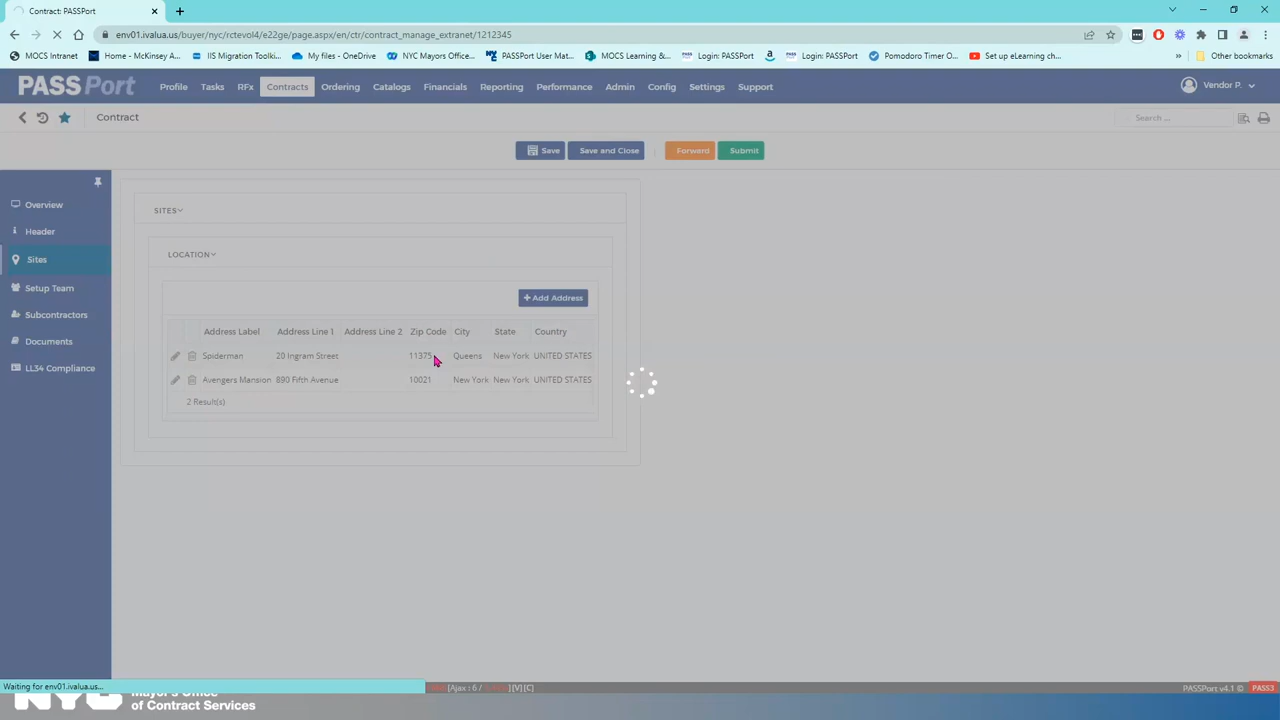 Contract: PASSPort
env01.ivalua.us/buyer/nyc/rctevol4/e22ge/page.aspx/en/ctr/contract_manage_extranet/1212345
MOCS Intranet Home - McKinsey A... IIS Migration Toolkit... My files - OneDrive NYC Mayors Office... PASSPort User Mat... MOCS Learning &... Login: PASSPort Login: PASSPort Pomodoro Timer O... Set up eLearning ch... » Other bookmarks
PASSPort Profile Tasks RFx Contracts Ordering Catalogs Financials Reporting Performance Admin Config Settings Support Vendor P.
Contract Search ...
Save Save and Close Forward Submit
Overview
Header
Sites
Setup Team
Subcontractors
Documents
LL34 Compliance
SITES
LOCATION
+ Add Address
Address Label Address Line 1 Address Line 2 Zip Code City State Country
Spiderman 20 Ingram Street 11375 Queens New York UNITED STATES
Avengers Mansion 890 Fifth Avenue 10021 New York New York UNITED STATES
2 Result(s)
Waiting for env01.ivalua.us... [Ajax : 6 / [V] [C] PASSPort v4.1 © PASS3
Mayor's Office
of Contract Services